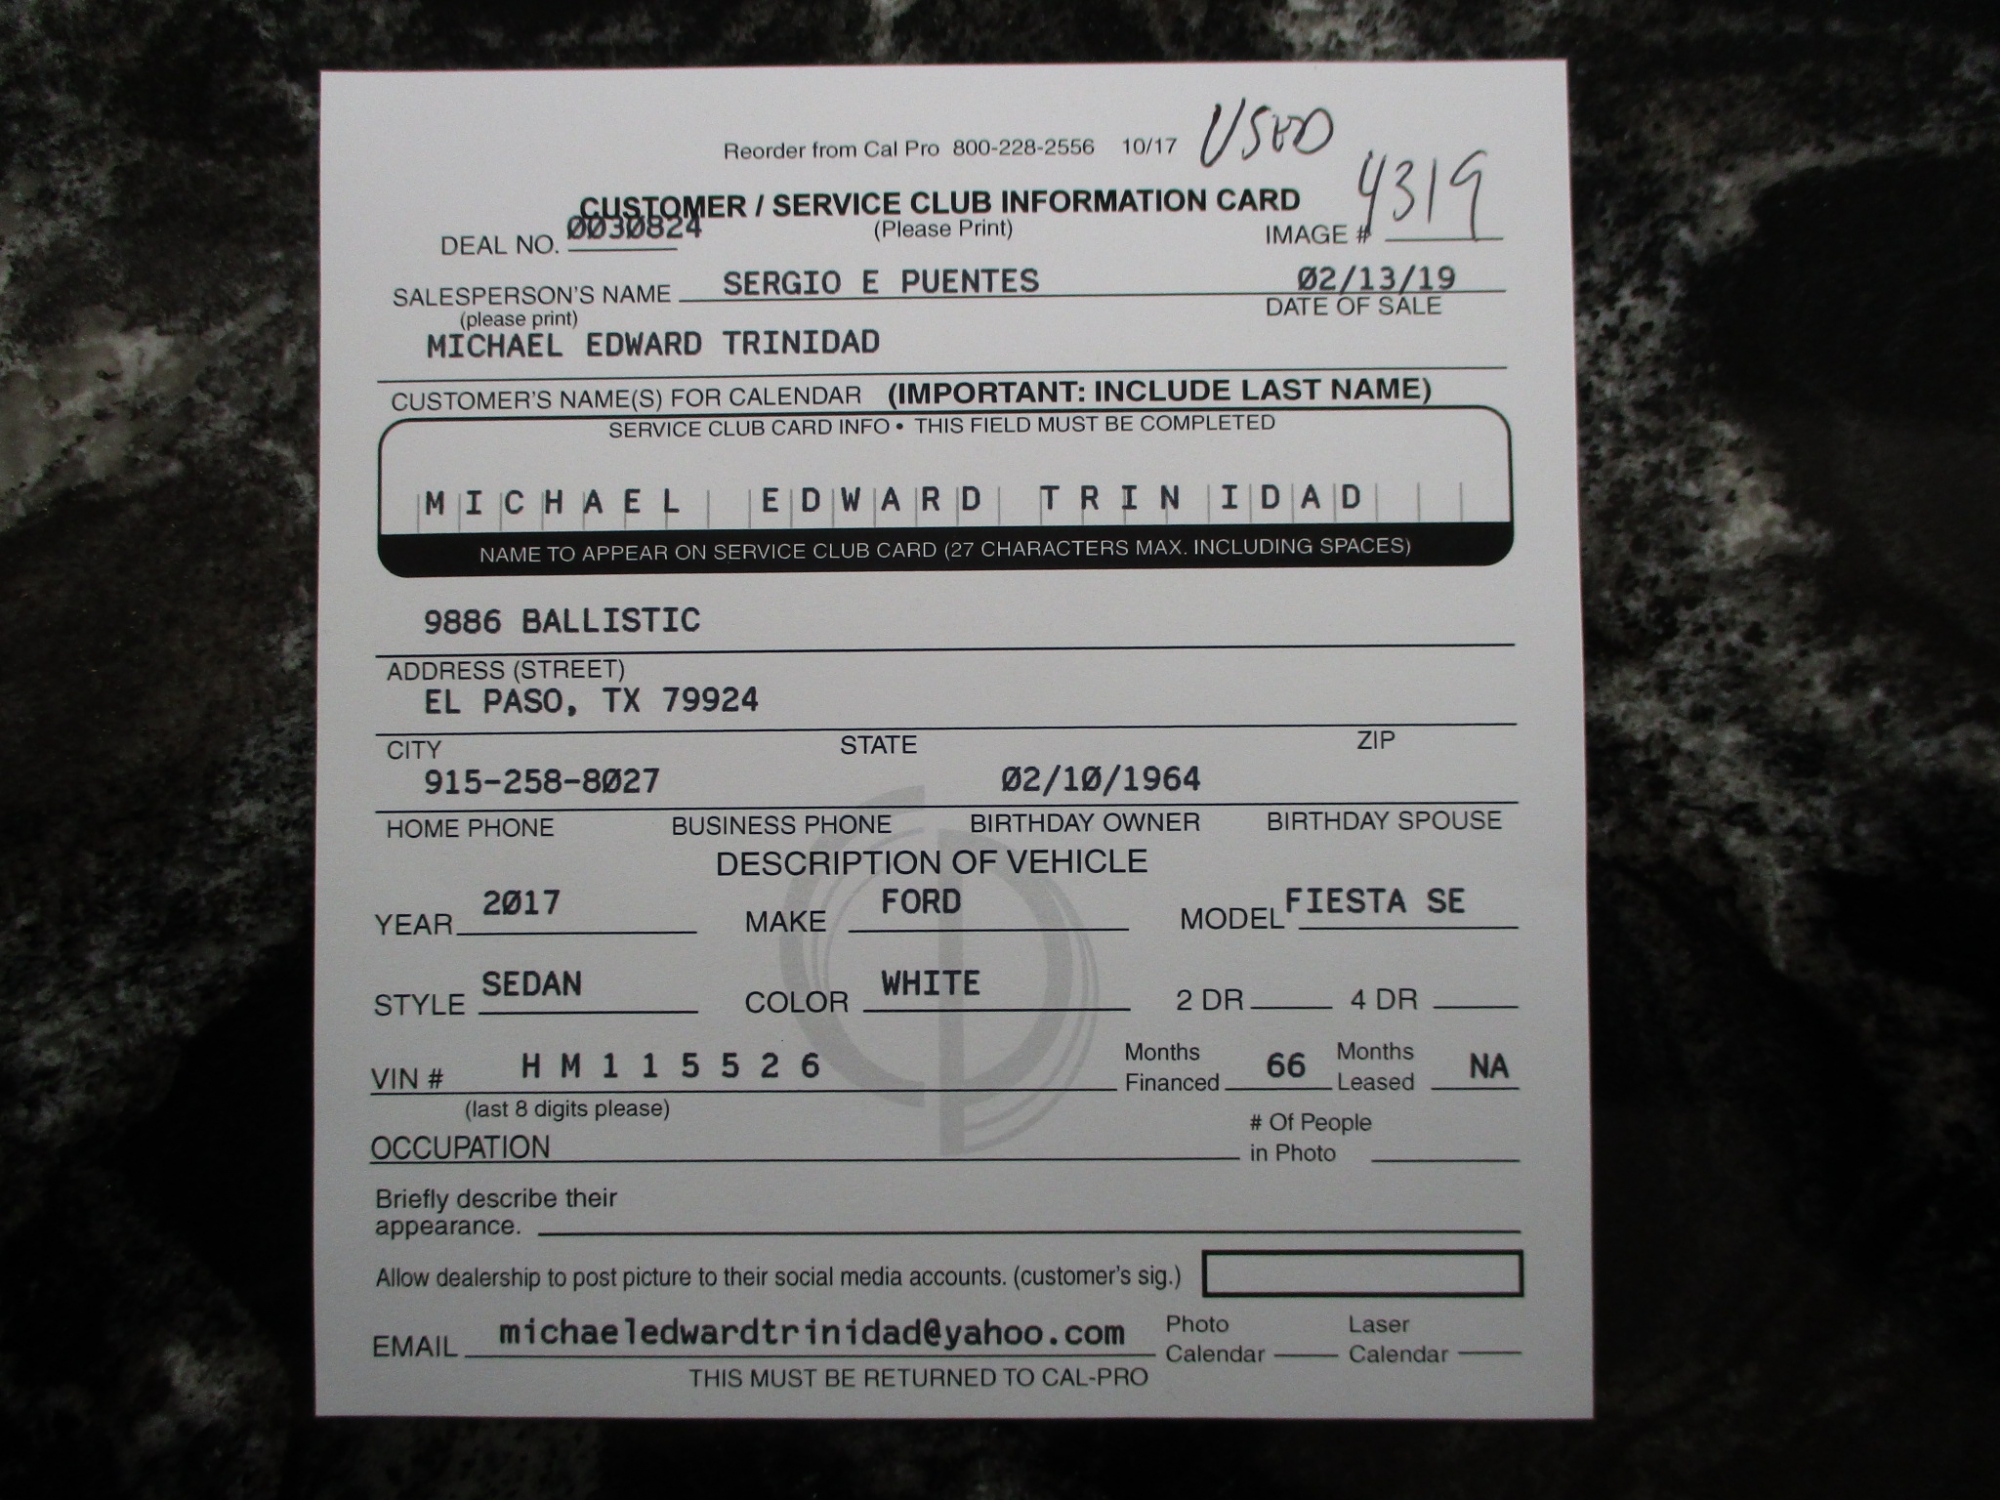 Reorder from Cal Pro 800-228-2556 10/17 USED
CUSTOMER / SERVICE CLUB INFORMATION CARD
(Please Print)
DEAL NO. 0030824 IMAGE # 4319
SALESPERSON'S NAME SERGIO E PUENTES 02/13/19
(please print) DATE OF SALE
MICHAEL EDWARD TRINIDAD
CUSTOMER'S NAME(S) FOR CALENDAR (IMPORTANT: INCLUDE LAST NAME)
SERVICE CLUB CARD INFO • THIS FIELD MUST BE COMPLETED
MICHAEL EDWARD TRINIDAD
NAME TO APPEAR ON SERVICE CLUB CARD (27 CHARACTERS MAX. INCLUDING SPACES)
9886 BALLISTIC
ADDRESS (STREET)
EL PASO, TX 79924
CITY STATE ZIP
915-258-8027 02/10/1964
HOME PHONE BUSINESS PHONE BIRTHDAY OWNER BIRTHDAY SPOUSE
DESCRIPTION OF VEHICLE
YEAR 2017 MAKE FORD MODEL FIESTA SE
STYLE SEDAN COLOR WHITE 2 DR 4 DR
VIN # HM115526 Months Financed 66 Months Leased NA
(last 8 digits please)
OCCUPATION # Of People in Photo
Briefly describe their
appearance.
Allow dealership to post picture to their social media accounts. (customer's sig.)
EMAIL michaeledwardtrinidad@yahoo.com Photo Calendar Laser Calendar
THIS MUST BE RETURNED TO CAL-PRO